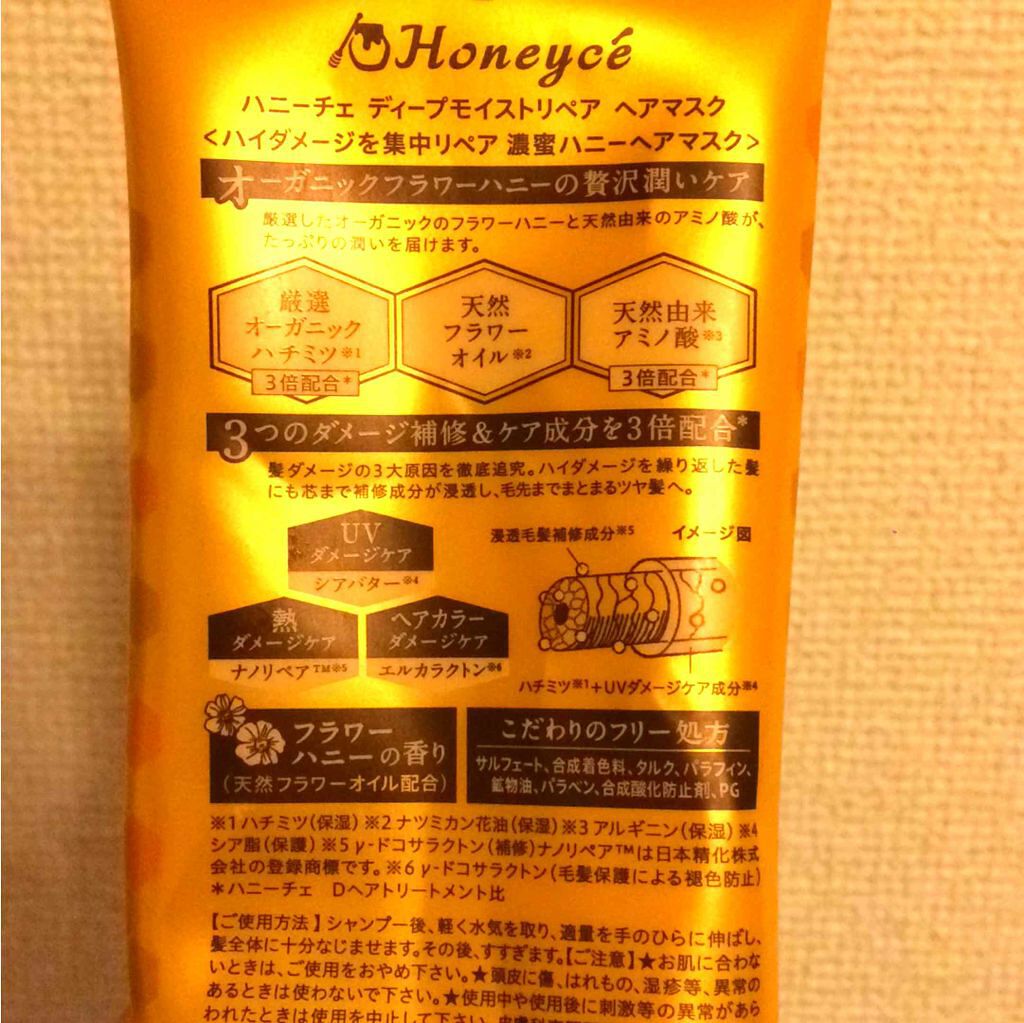 Honeycé
ハニーチェ ディープモイストリペア ヘアマスク
<ハイダメージを集中リペア 濃蜜ハニーヘアマスク>
オーガニックフラワーハニーの贅沢潤いケア
厳選したオーガニックのフラワーハニーと天然由来のアミノ酸が、
たっぷりの潤いを届けます。
厳選
オーガニック
ハチミツ※1
3倍配合*
天然
フラワー
オイル※2
天然由来
アミノ酸※3
3倍配合*
3つのダメージ補修&ケア成分を3倍配合*
髪ダメージの3大原因を徹底追究。ハイダメージを繰り返した髪
にも芯まで補修成分が浸透し、毛先までまとまるツヤ髪へ。
UV
ダメージケア
シアバター※4
熱
ダメージケア
ナノリペア™※5
ヘアカラー
ダメージケア
エルカラクトン※6
浸透毛髪補修成分※5 イメージ図
ハチミツ※1+UVダメージケア成分※4
フラワー
ハニーの香り
(天然フラワーオイル配合)
こだわりのフリー処方
サルフェート、合成着色料、タルク、パラフィン、
鉱物油、パラベン、合成酸化防止剤、PG
※1 ハチミツ(保湿) ※2 ナツミカン花油(保湿) ※3 アルギニン(保湿) ※4
シア脂(保護) ※5 γ-ドコサラクトン(補修)ナノリペア™は日本精化株式
会社の登録商標です。※6 γ-ドコサラクトン(毛髪保護による褪色防止)
*ハニーチェ Dヘアトリートメント比
【ご使用方法】シャンプー後、軽く水気を取り、適量を手のひらに伸ばし、
髪全体に十分なじませます。その後、すすぎます。【ご注意】★お肌に合わな
いときは、ご使用をおやめ下さい。★頭皮に傷、はれもの、湿疹等、異常の
あるときは使わないで下さい。★使用中や使用後に刺激等の異常があら
われたときは使用を中止して下さい。